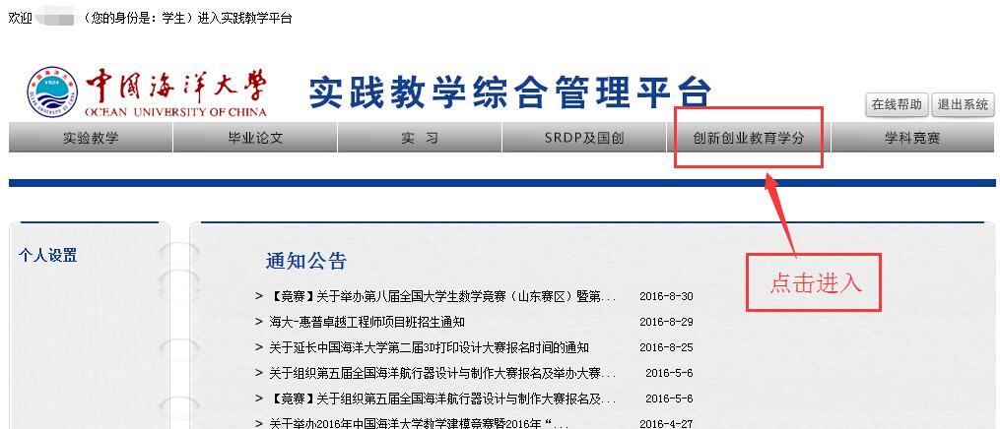 欢迎 （您的身份是：学生）进入实践教学平台
1924
中国海洋大学
OCEAN UNIVERSITY OF CHINA
实践教学综合管理平台
在线帮助 退出系统
实验教学 毕业论文 实 习 SRDP及国创 创新创业教育学分 学科竞赛
个人设置
通知公告
点击进入
> 【竞赛】关于举办第八届全国大学生数学竞赛（山东赛区）暨第... 2016-8-30
> 海大-惠普卓越工程师项目班招生通知 2016-8-29
> 关于延长中国海洋大学第二届3D打印设计大赛报名时间的通知 2016-8-25
> 关于组织第五届全国海洋航行器设计与制作大赛报名及举办大赛... 2016-5-6
> 【竞赛】关于组织第五届全国海洋航行器设计与制作大赛报名及... 2016-5-6
> 关于举办2016年中国海洋大学数学建模竞赛暨2016年“... 2016-4-27